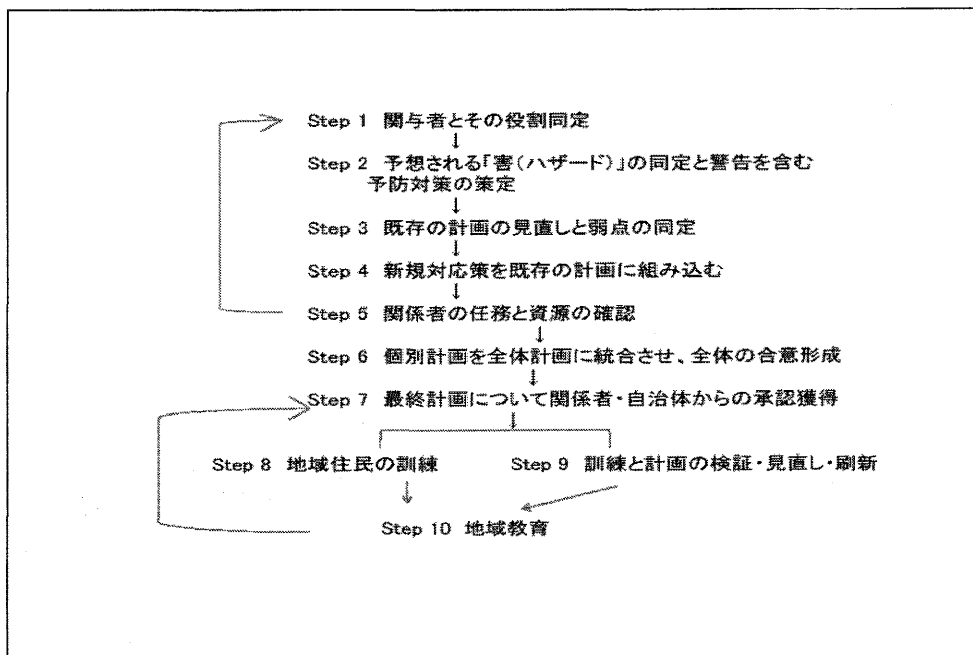 Step 1 関与者とその役割同定
↓
Step 2 予想される「害(ハザード)」の同定と警告を含む
予防対策の策定
↓
Step 3 既存の計画の見直しと弱点の同定
↓
Step 4 新規対応策を既存の計画に組み込む
↓
Step 5 関係者の任務と資源の確認
↓
Step 6 個別計画を全体計画に統合させ、全体の合意形成
↓
Step 7 最終計画について関係者・自治体からの承認獲得
Step 8 地域住民の訓練
Step 9 訓練と計画の検証・見直し・刷新
Step 10 地域教育